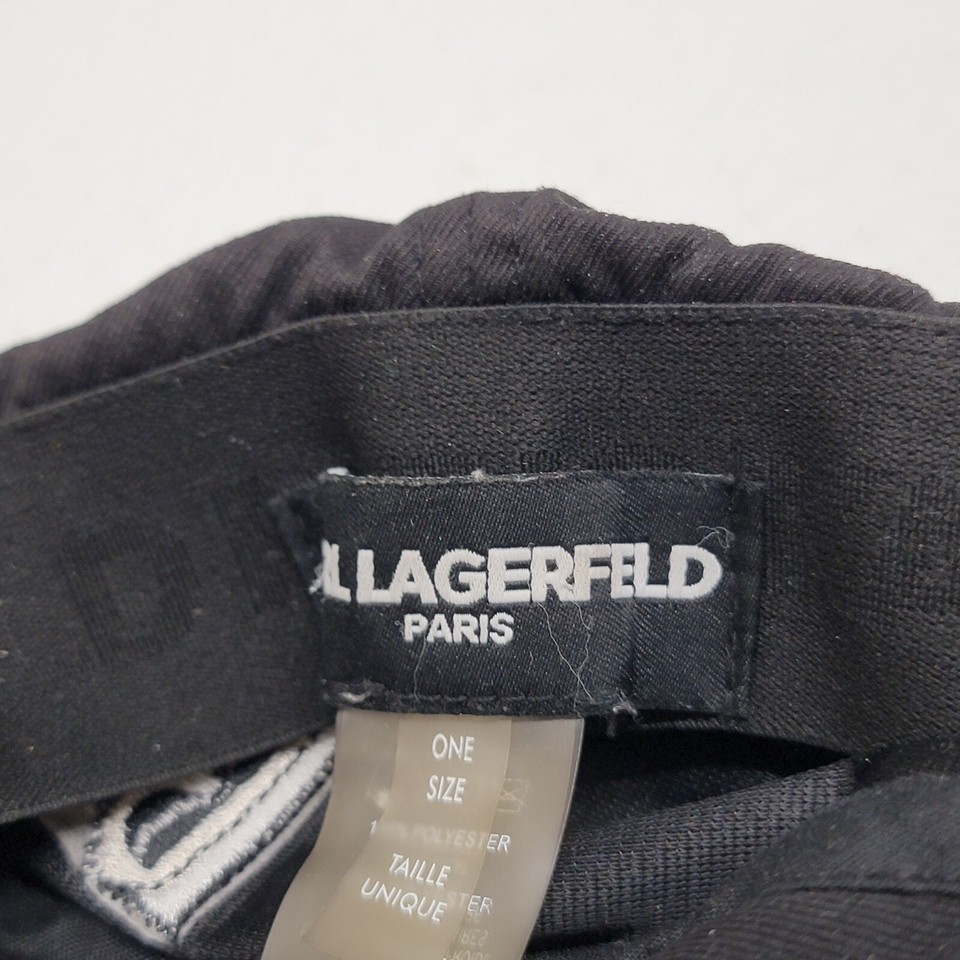 L LAGERFELD
PARIS
ONE
SIZE
POLYESTER
TAILLE
UNIQUE